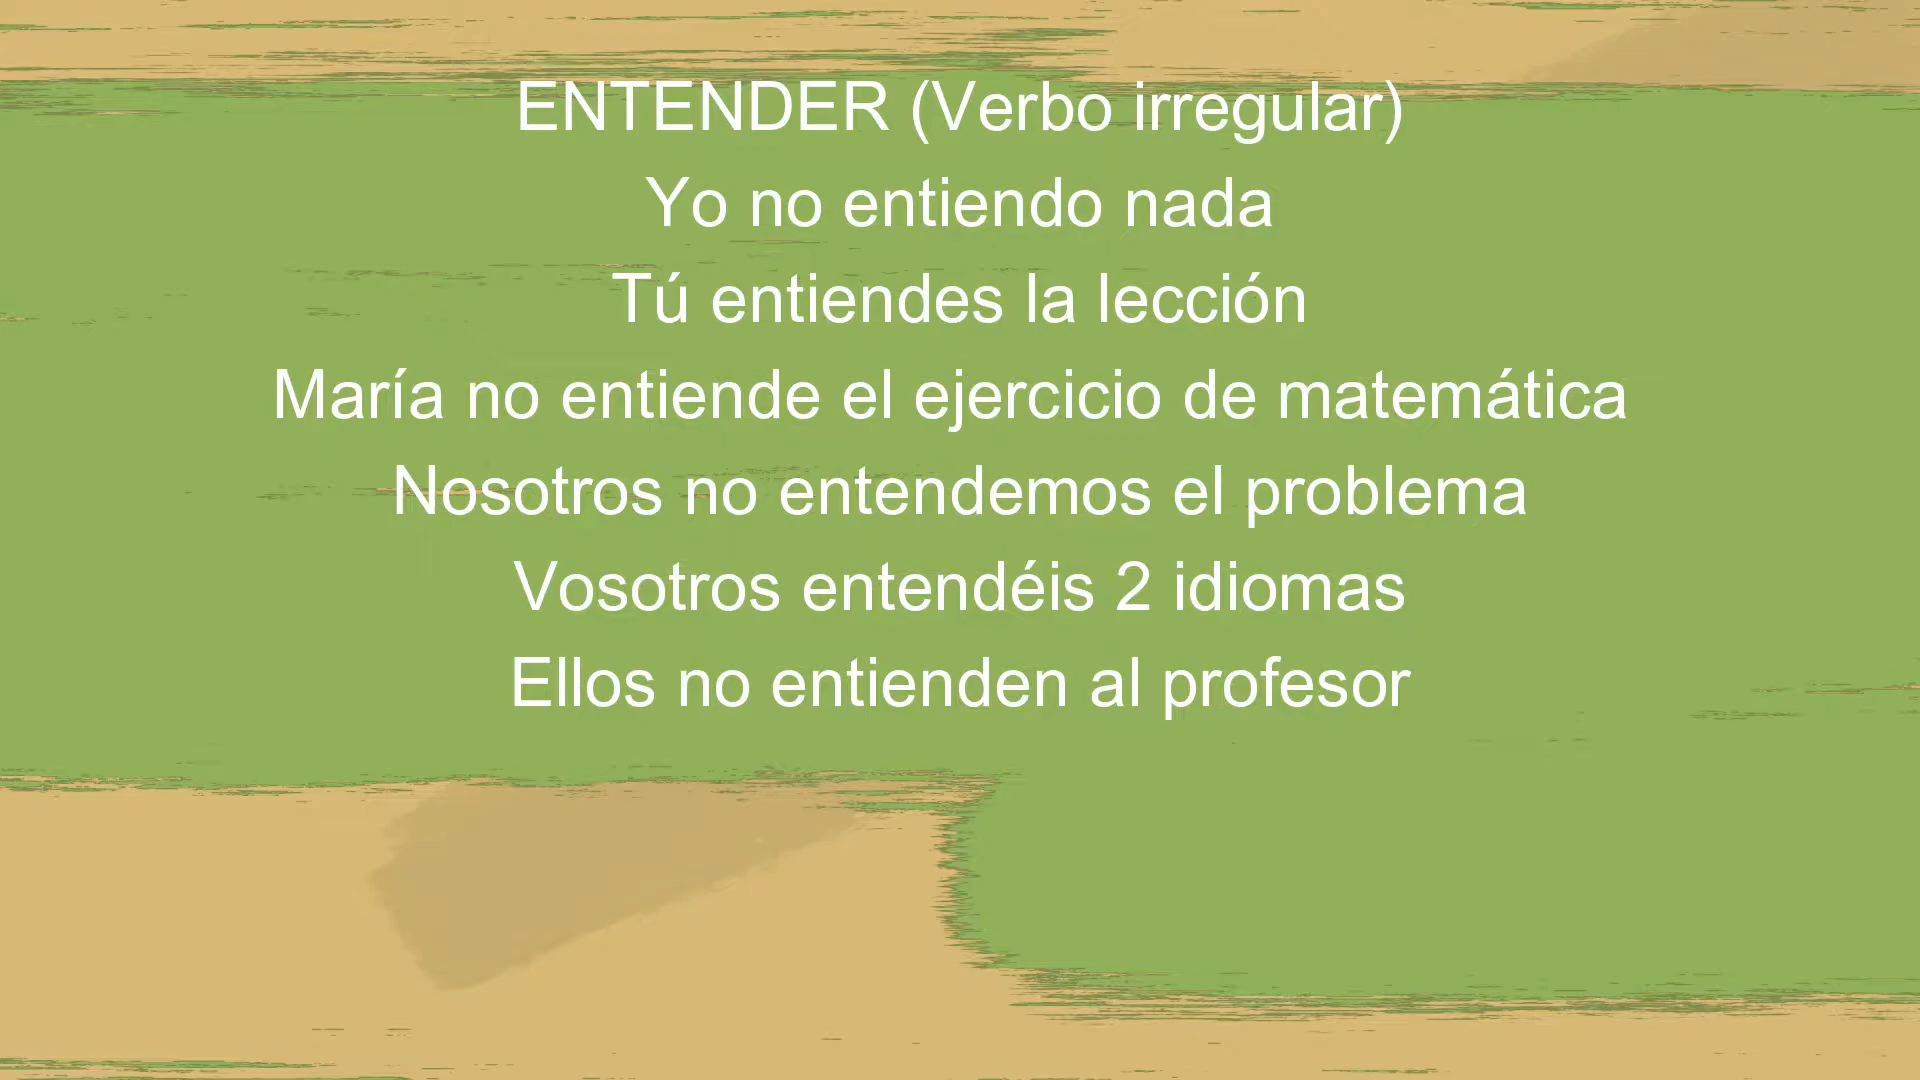 ENTENDER (Verbo irregular)
Yo no entiendo nada
Tú entiendes la lección
María no entiende el ejercicio de matemática
Nosotros no entendemos el problema
Vosotros entendéis 2 idiomas
Ellos no entienden al profesor